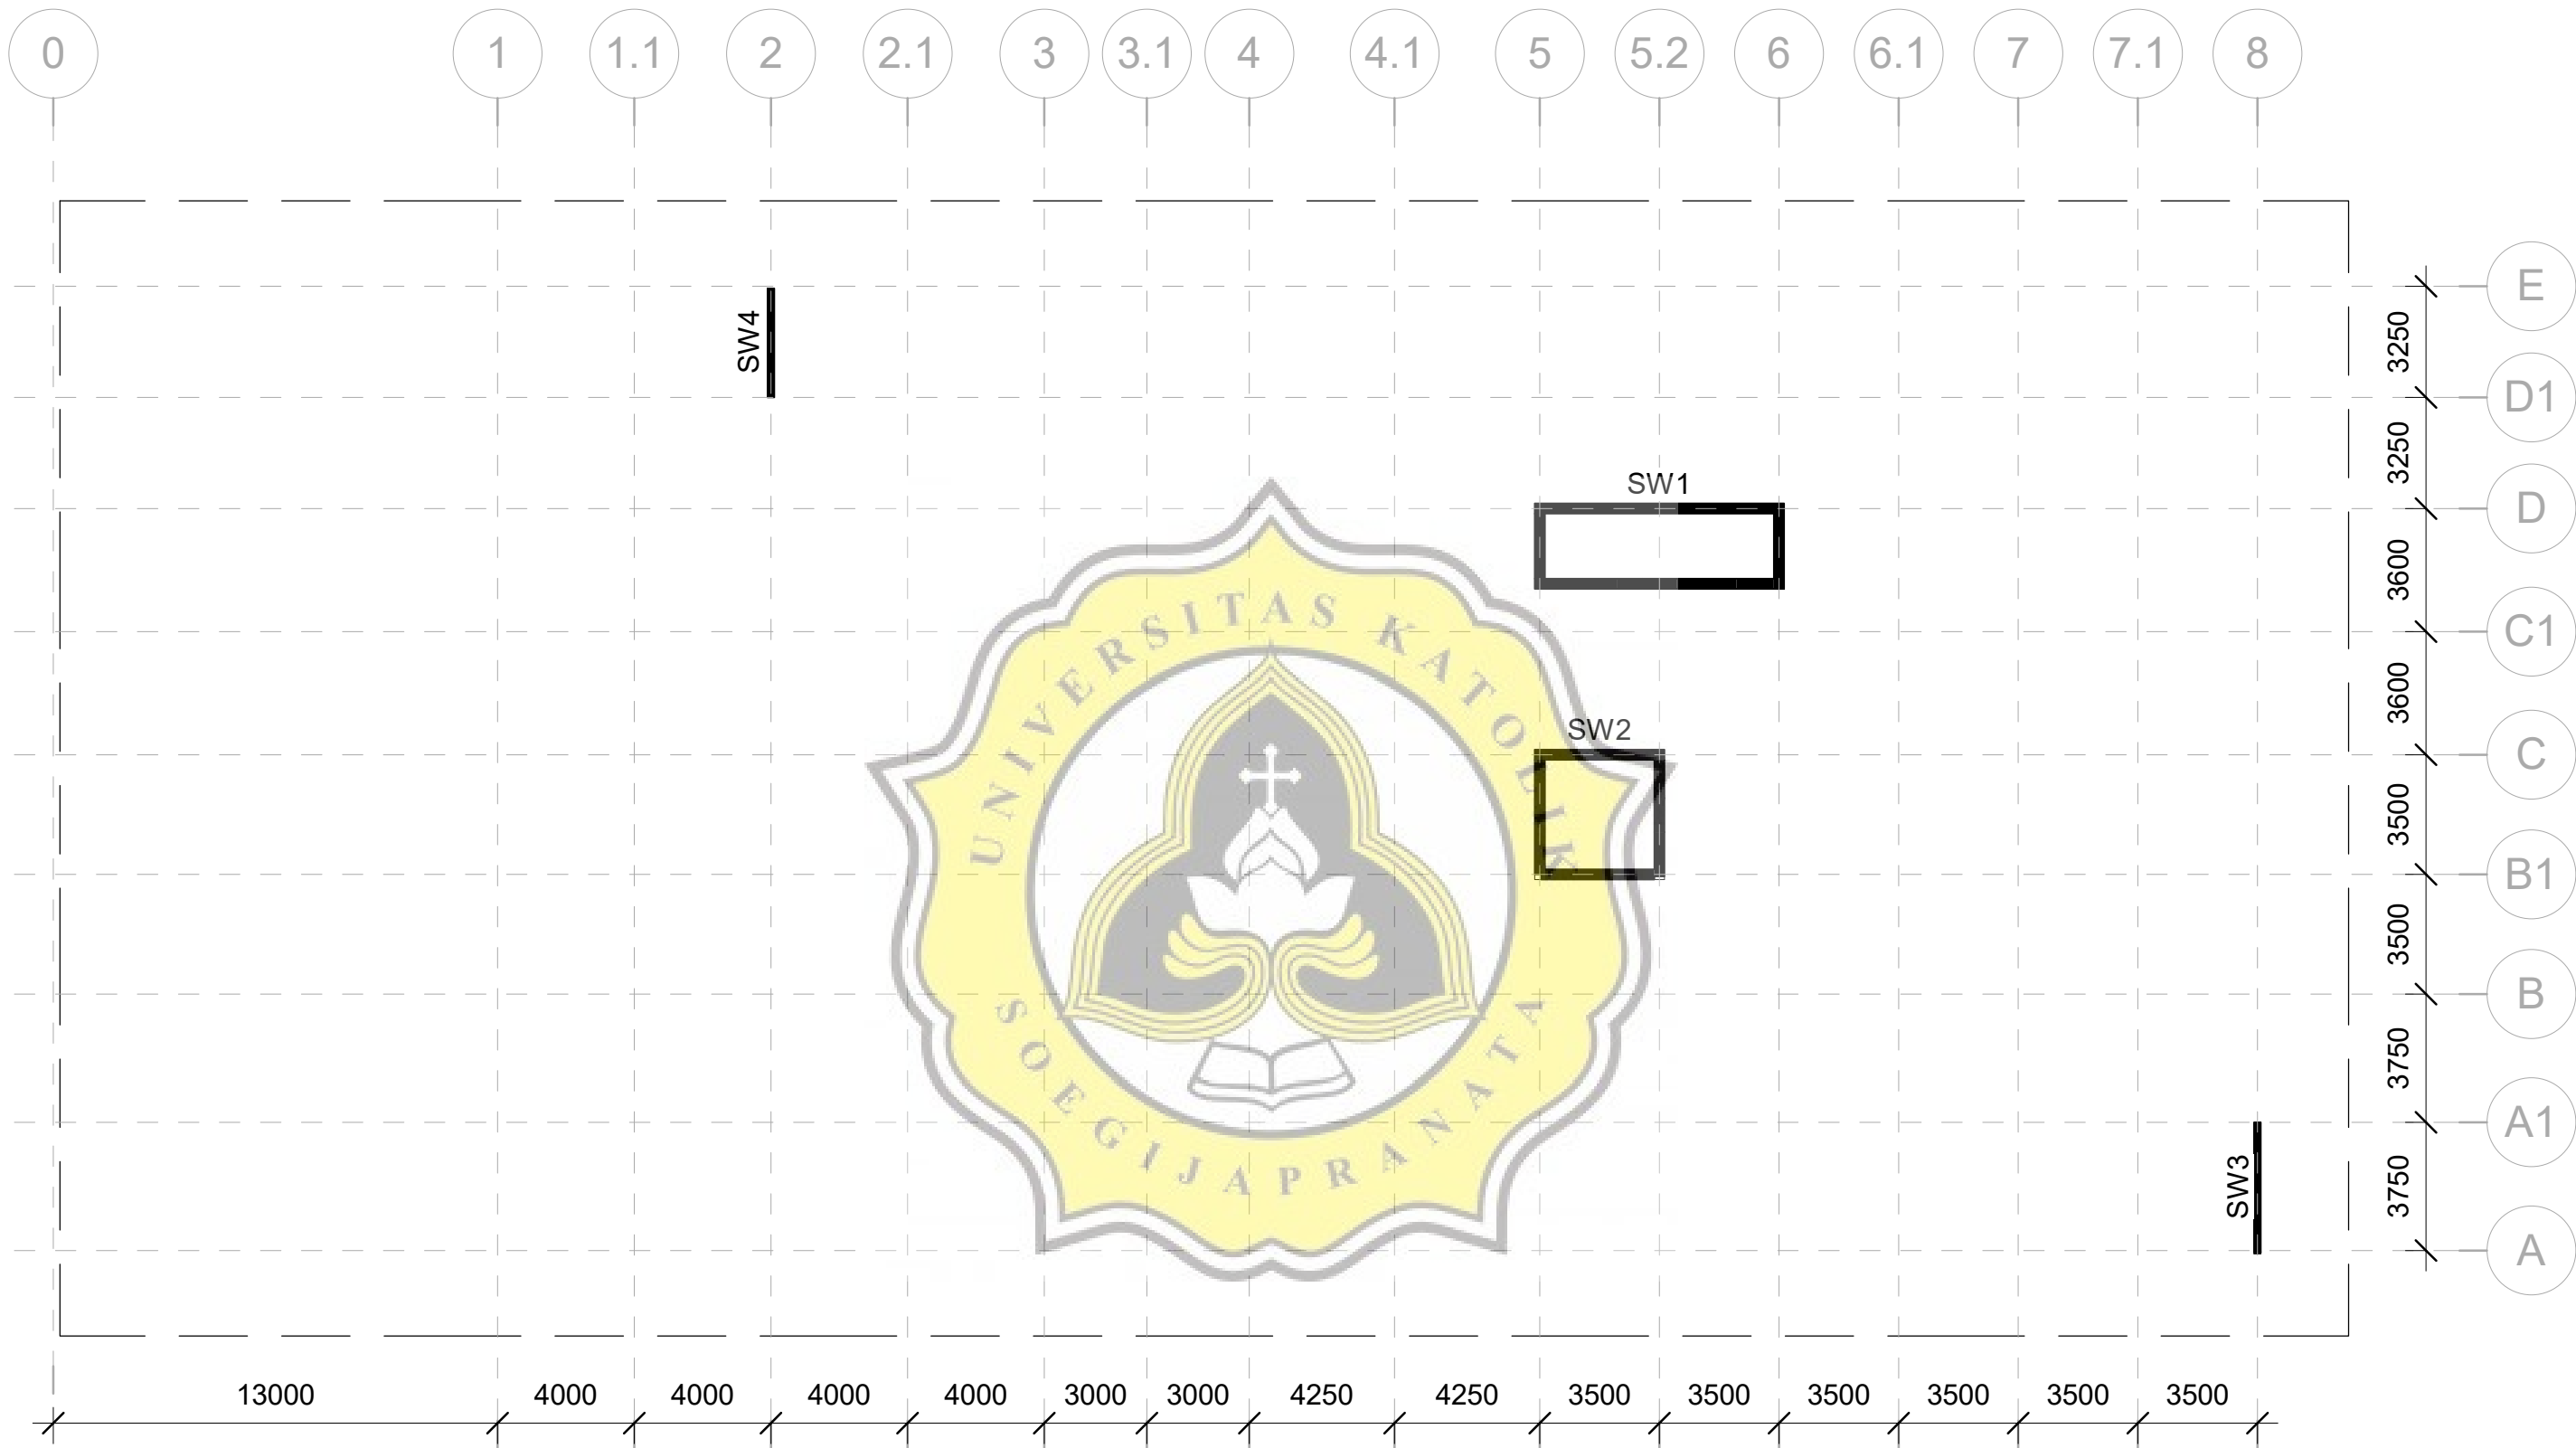 0 1 1.1 2 2.1 3 3.1 4 4.1 5 5.2 6 6.1 7 7.1 8
E
3250
SW4
D1
3250
SW1
D
3600
C1
3600
SW2
C
3500
B1
3500
B
3750
A1
SW3
3750
A
UNIVERSITAS KATOLIK
SOEGIJAPRANATA
13000 4000 4000 4000 4000 3000 3000 4250 4250 3500 3500 3500 3500 3500 3500